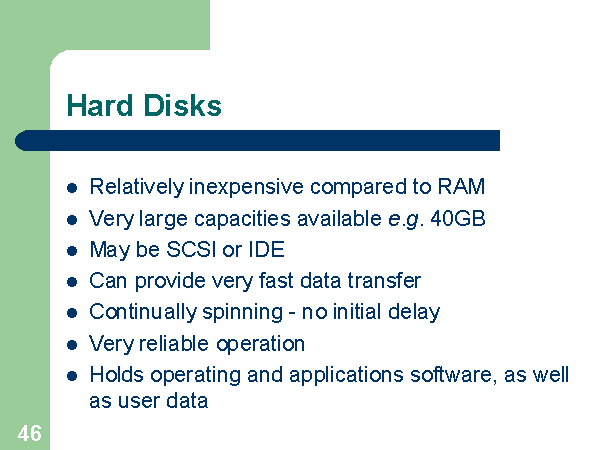 Hard Disks
Relatively inexpensive compared to RAM
Very large capacities available e.g. 40GB
May be SCSI or IDE
Can provide very fast data transfer
Continually spinning - no initial delay
Very reliable operation
Holds operating and applications software, as well
as user data
46